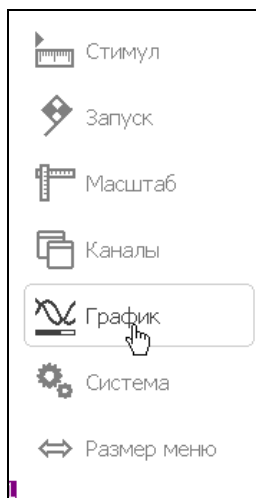 Стимул
Запуск
Масштаб
Каналы
График
Система
Размер меню